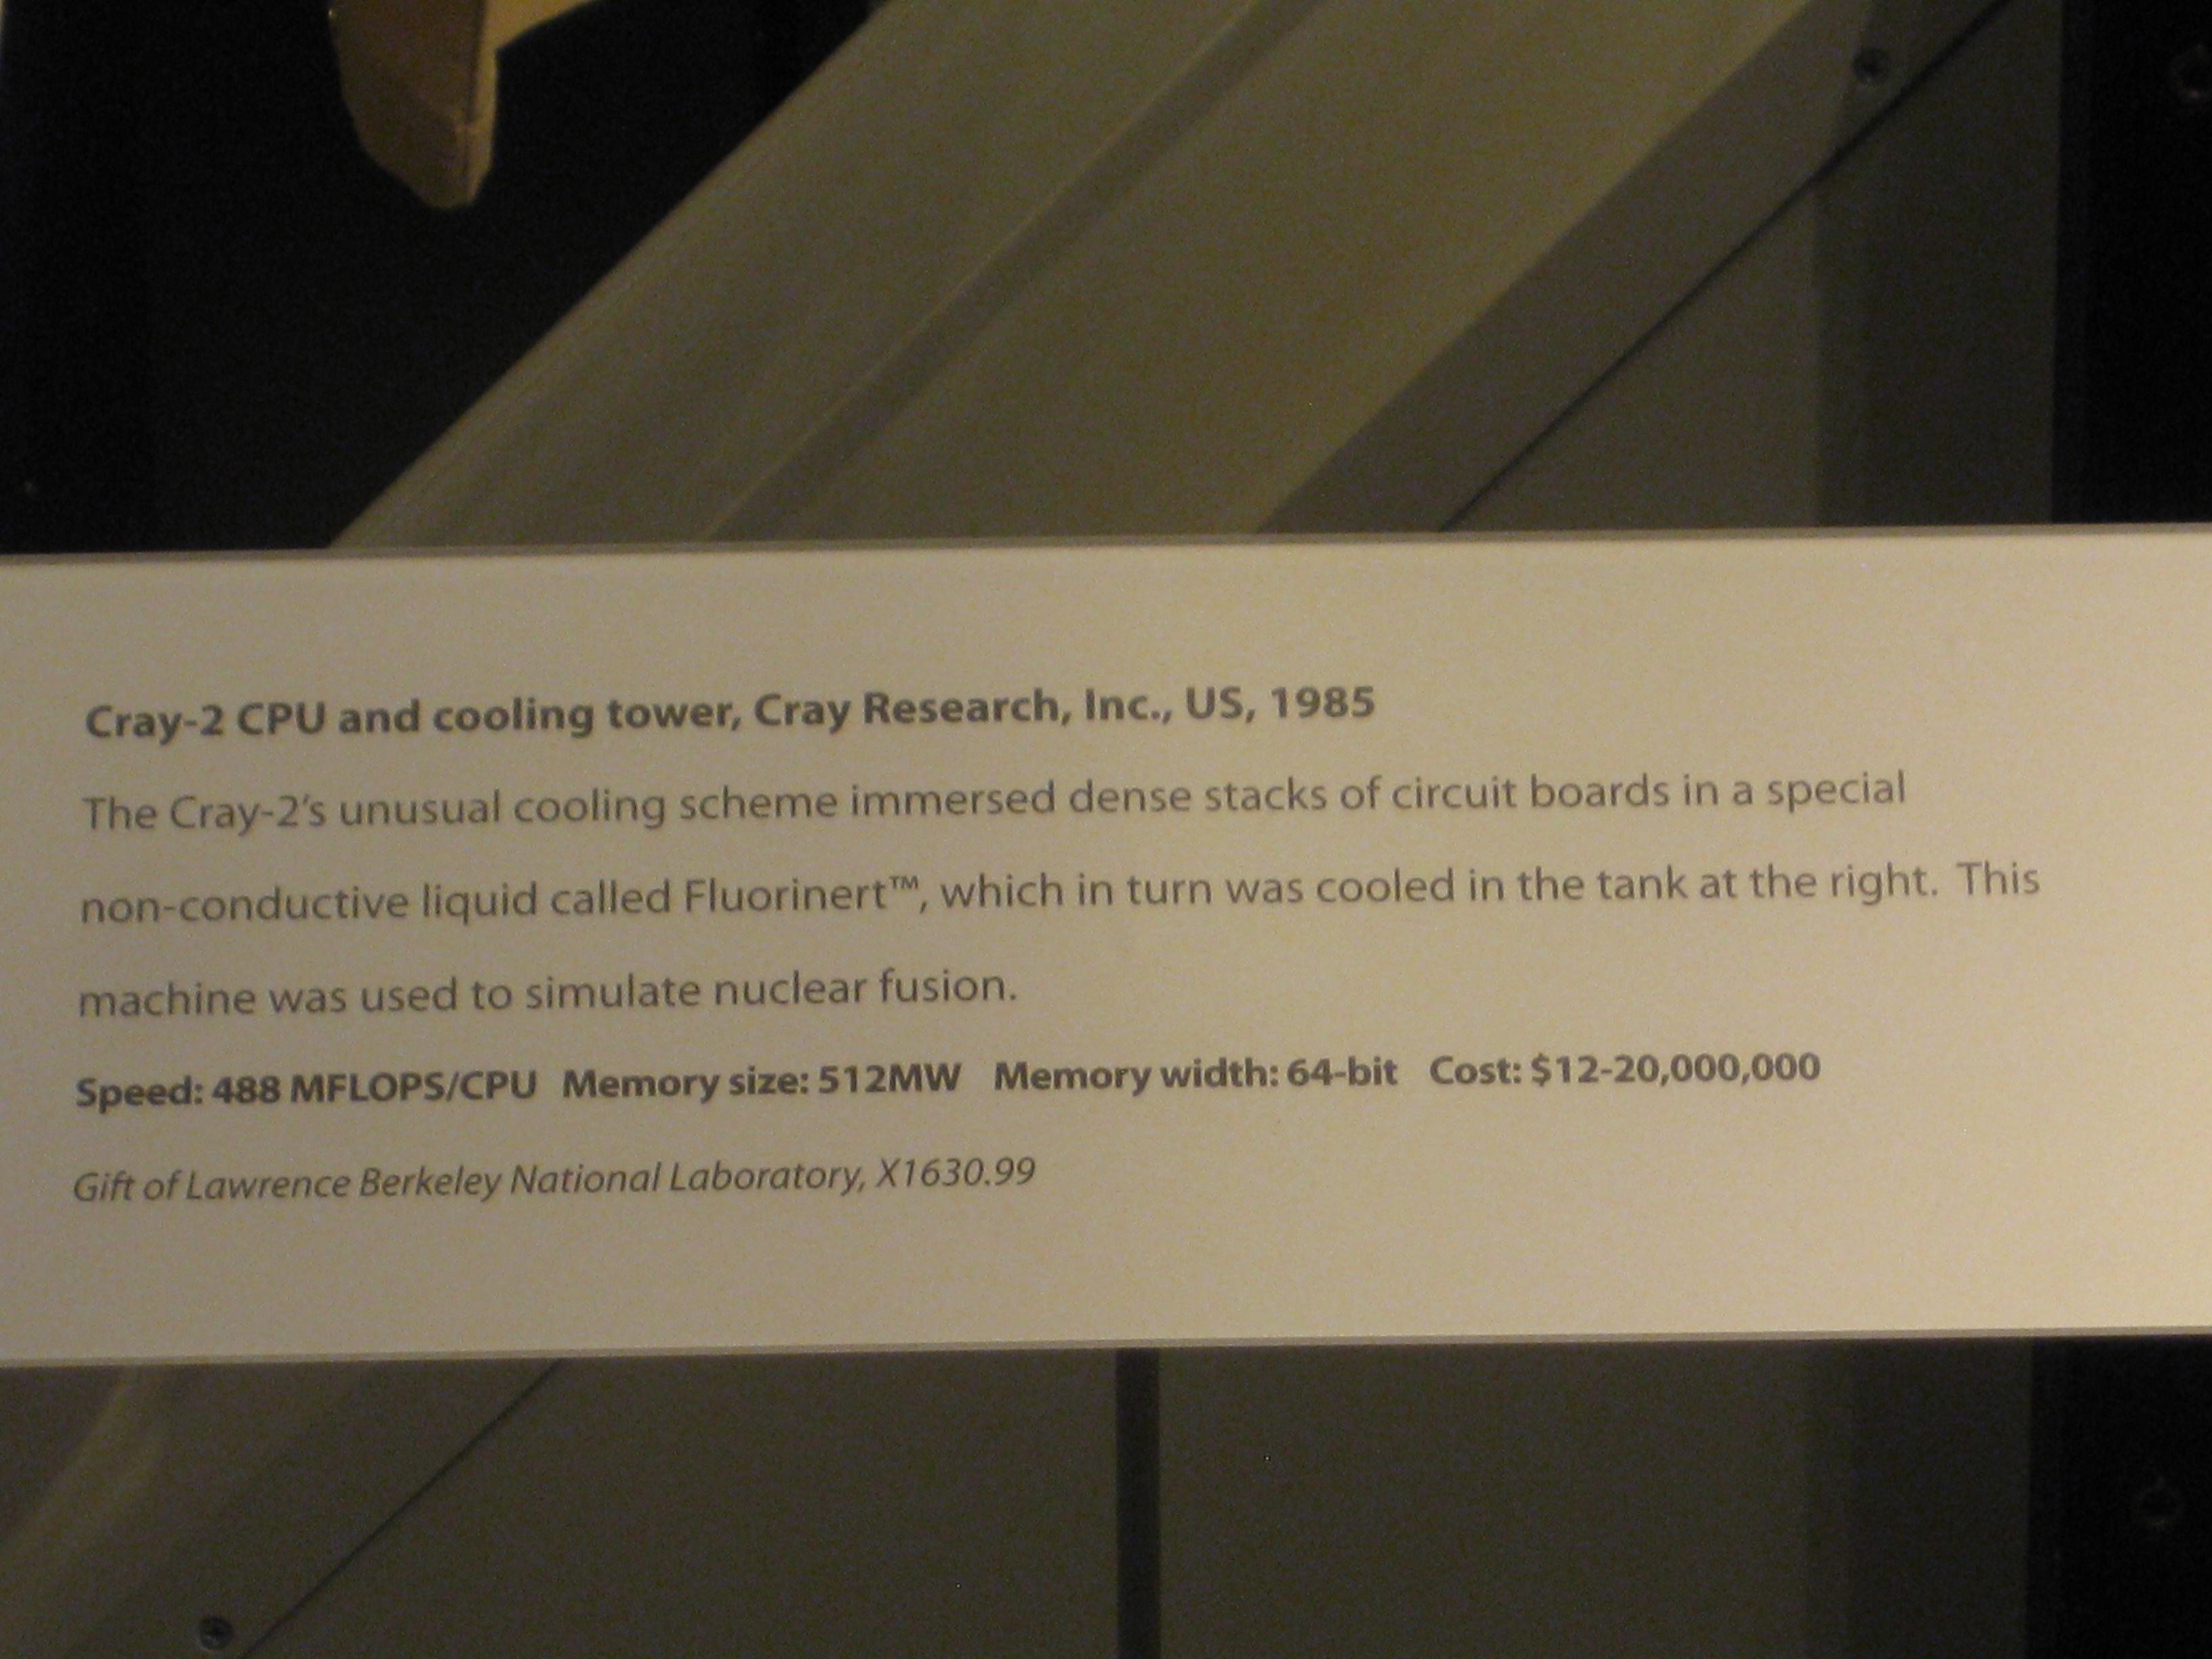 Cray-2 CPU and cooling tower, Cray Research, Inc., US, 1985
The Cray-2's unusual cooling scheme immersed dense stacks of circuit boards in a special
non-conductive liquid called Fluorinert™, which in turn was cooled in the tank at the right. This
machine was used to simulate nuclear fusion.
Speed: 488 MFLOPS/CPU Memory size: 512MW Memory width: 64-bit Cost: $12-20,000,000
Gift of Lawrence Berkeley National Laboratory, X1630.99